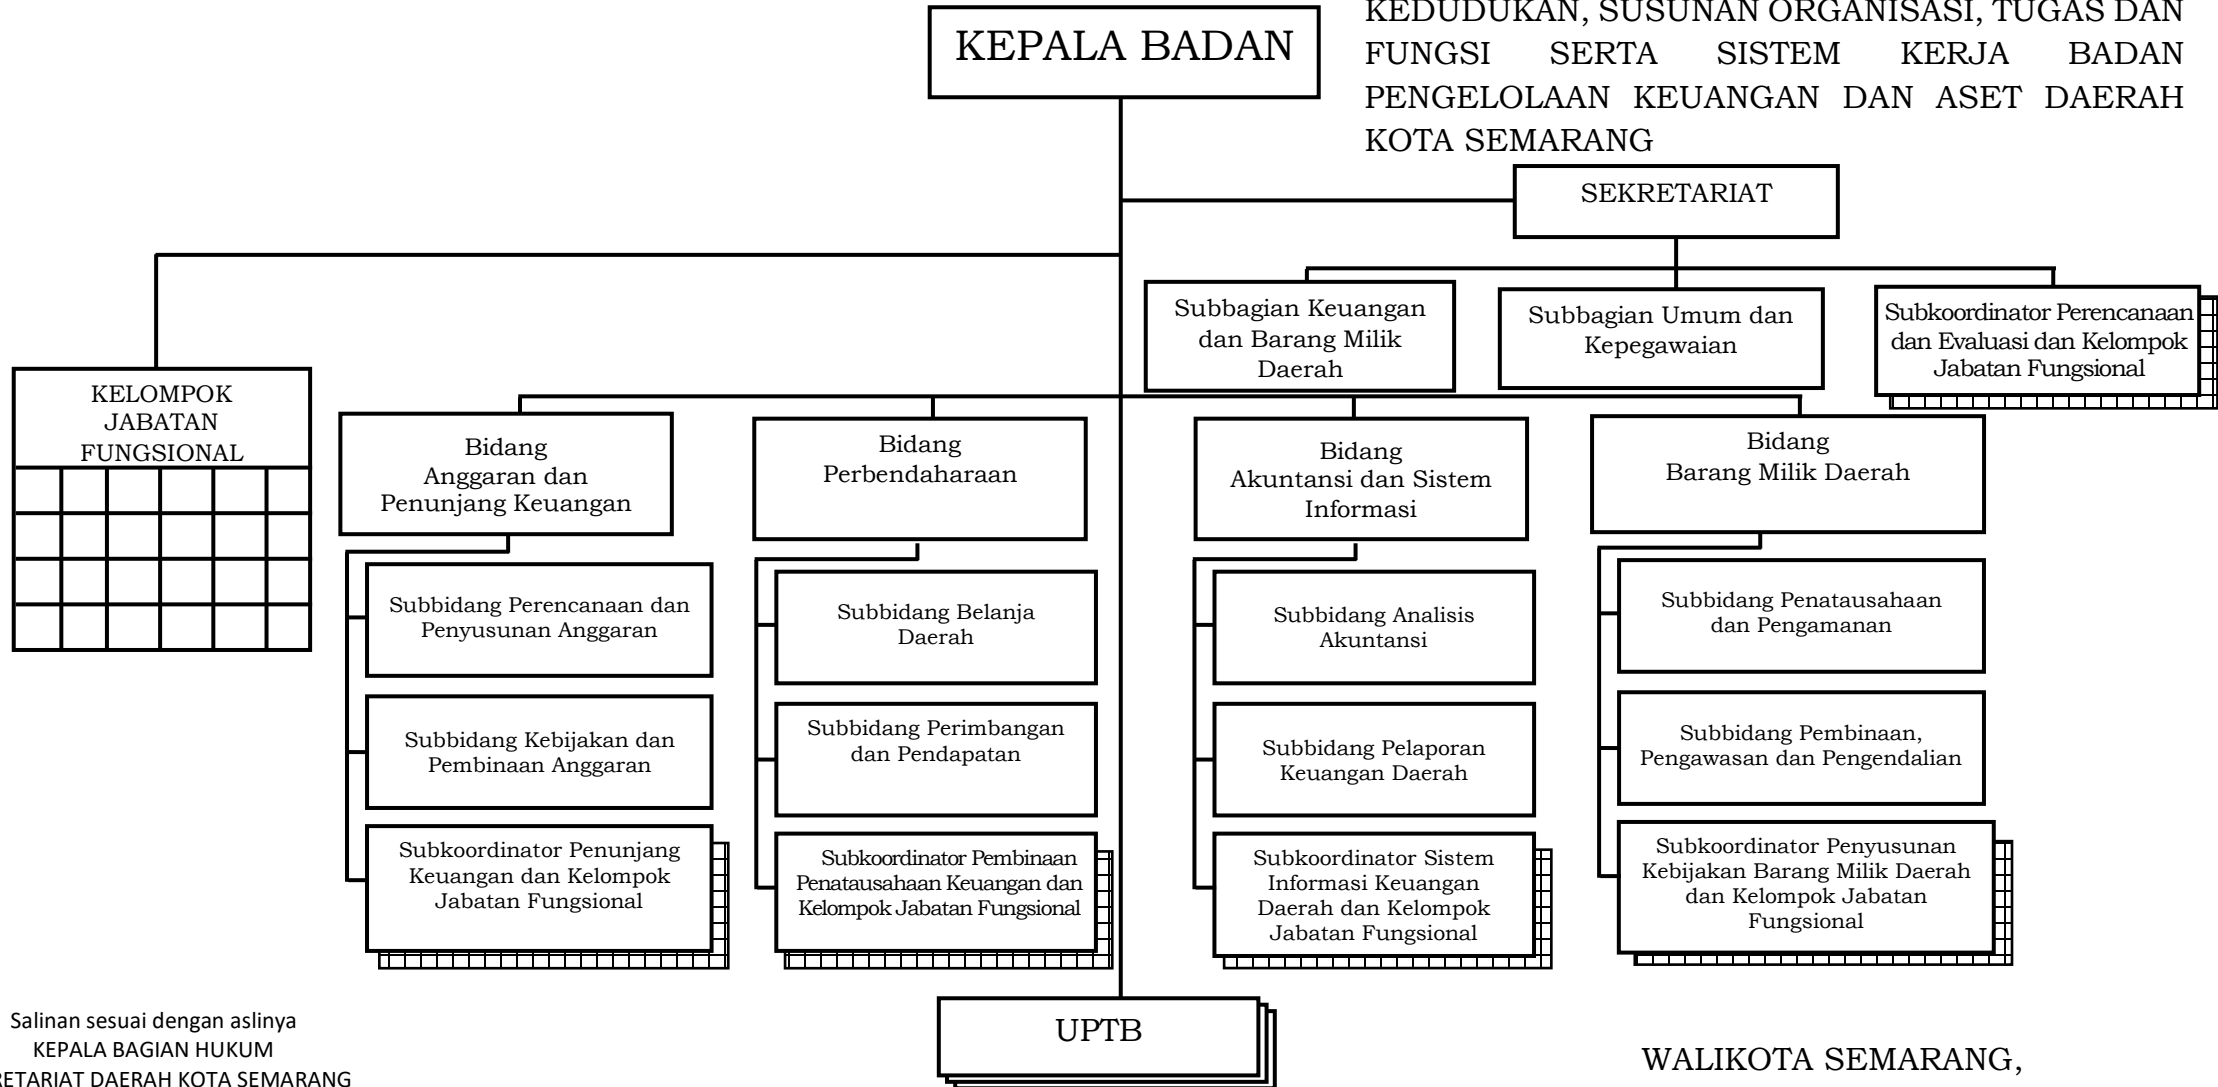 KEPALA BADAN
KEDUDUKAN, SUSUNAN ORGANISASI, TUGAS DAN
FUNGSI SERTA SISTEM KERJA BADAN
PENGELOLAAN KEUANGAN DAN ASET DAERAH
KOTA SEMARANG
SEKRETARIAT
Subbagian Keuangan
dan Barang Milik
Daerah
Subbagian Umum dan
Kepegawaian
Subkoordinator Perencanaan
dan Evaluasi dan Kelompok
Jabatan Fungsional
KELOMPOK
JABATAN
FUNGSIONAL
Bidang
Anggaran dan
Penunjang Keuangan
Bidang
Perbendaharaan
Bidang
Akuntansi dan Sistem
Informasi
Bidang
Barang Milik Daerah
Subbidang Perencanaan dan
Penyusunan Anggaran
Subbidang Belanja
Daerah
Subbidang Analisis
Akuntansi
Subbidang Penatausahaan
dan Pengamanan
Subbidang Kebijakan dan
Pembinaan Anggaran
Subbidang Perimbangan
dan Pendapatan
Subbidang Pelaporan
Keuangan Daerah
Subbidang Pembinaan,
Pengawasan dan Pengendalian
Subkoordinator Penunjang
Keuangan dan Kelompok
Jabatan Fungsional
Subkoordinator Pembinaan
Penatausahaan Keuangan dan
Kelompok Jabatan Fungsional
Subkoordinator Sistem
Informasi Keuangan
Daerah dan Kelompok
Jabatan Fungsional
Subkoordinator Penyusunan
Kebijakan Barang Milik Daerah
dan Kelompok Jabatan
Fungsional
UPTB
Salinan sesuai dengan aslinya
KEPALA BAGIAN HUKUM
RETARIAT DAERAH KOTA SEMARANG
WALIKOTA SEMARANG,